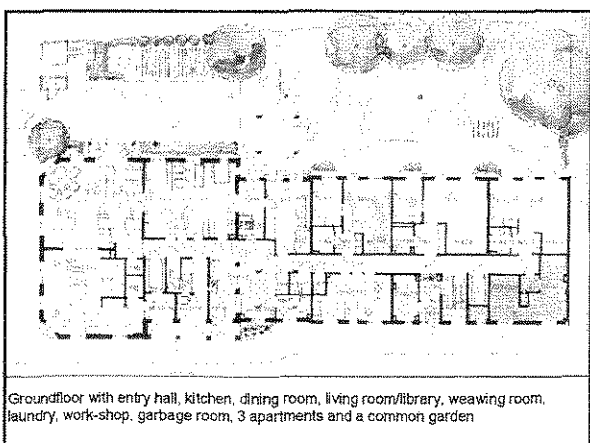 Groundfloor with entry hall, kitchen, dining room, living room/library, weawing room,
laundry, work-shop, garbage room, 3 apartments and a common garden